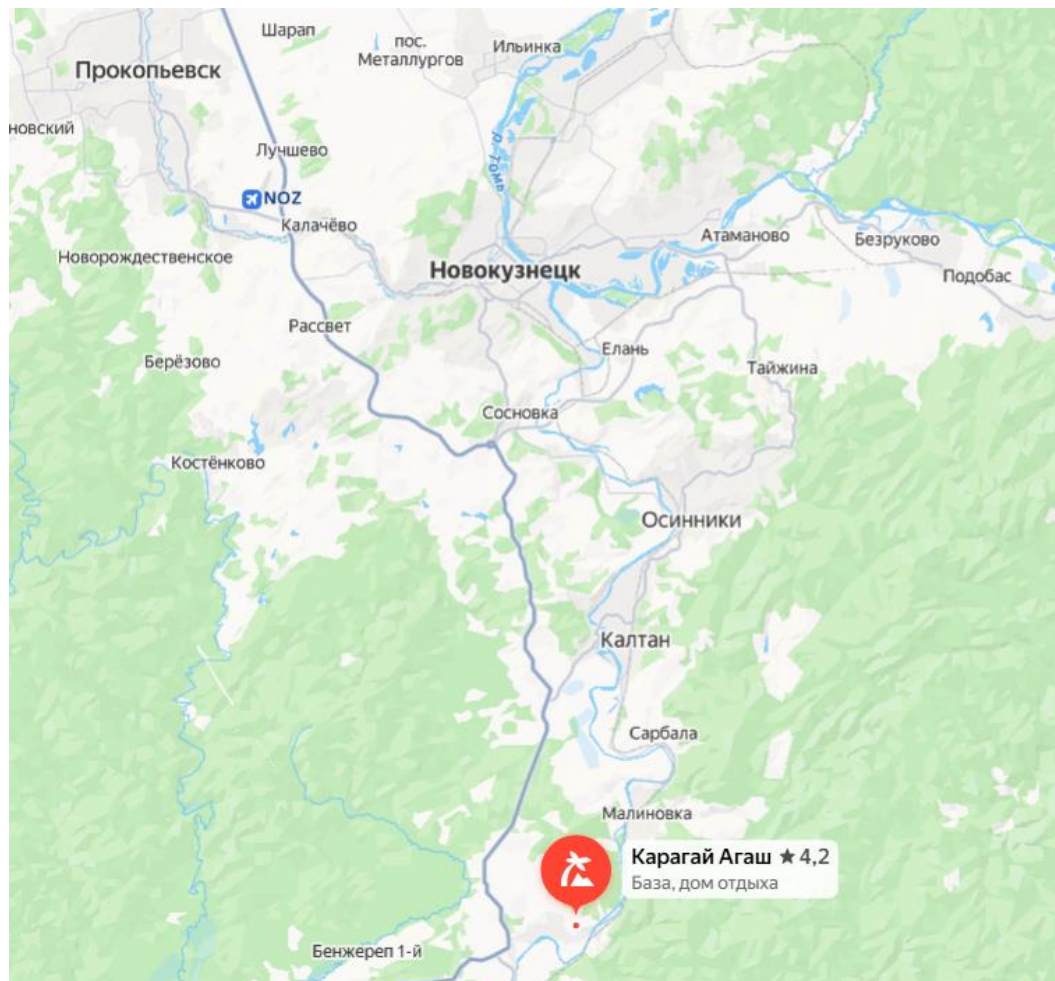 Шарап
пос.
Металлургов
Ильинка
Прокопьевск
новский
р. Томь
Лучшево
NOZ
Калачёво
Атаманово
Безруково
Новорождественское
Новокузнецк
Подобас
Рассвет
Елань
Берёзово
Тайжина
Сосновка
Костёнково
Осинники
Калтан
Сарбала
Малиновка
Карагай Агаш ★ 4,2
База, дом отдыха
Бенжереп 1-й